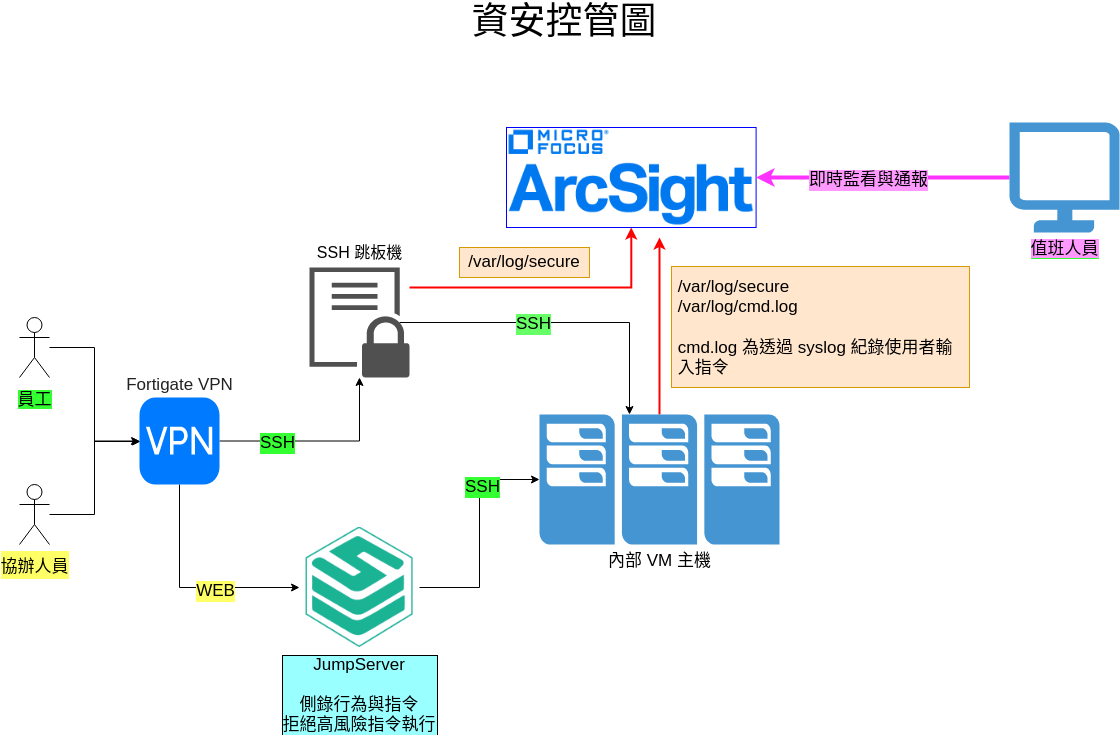 資安控管圖
MICRO
FOCUS
ArcSight
即時監看與通報
值班人員
SSH 跳板機
/var/log/secure
/var/log/secure
/var/log/cmd.log
cmd.log 為透過 syslog 紀錄使用者輸
入指令
SSH
員工
Fortigate VPN
VPN
SSH
SSH
協辦人員
WEB
內部 VM 主機
JumpServer
側錄行為與指令
拒絕高風險指令執行